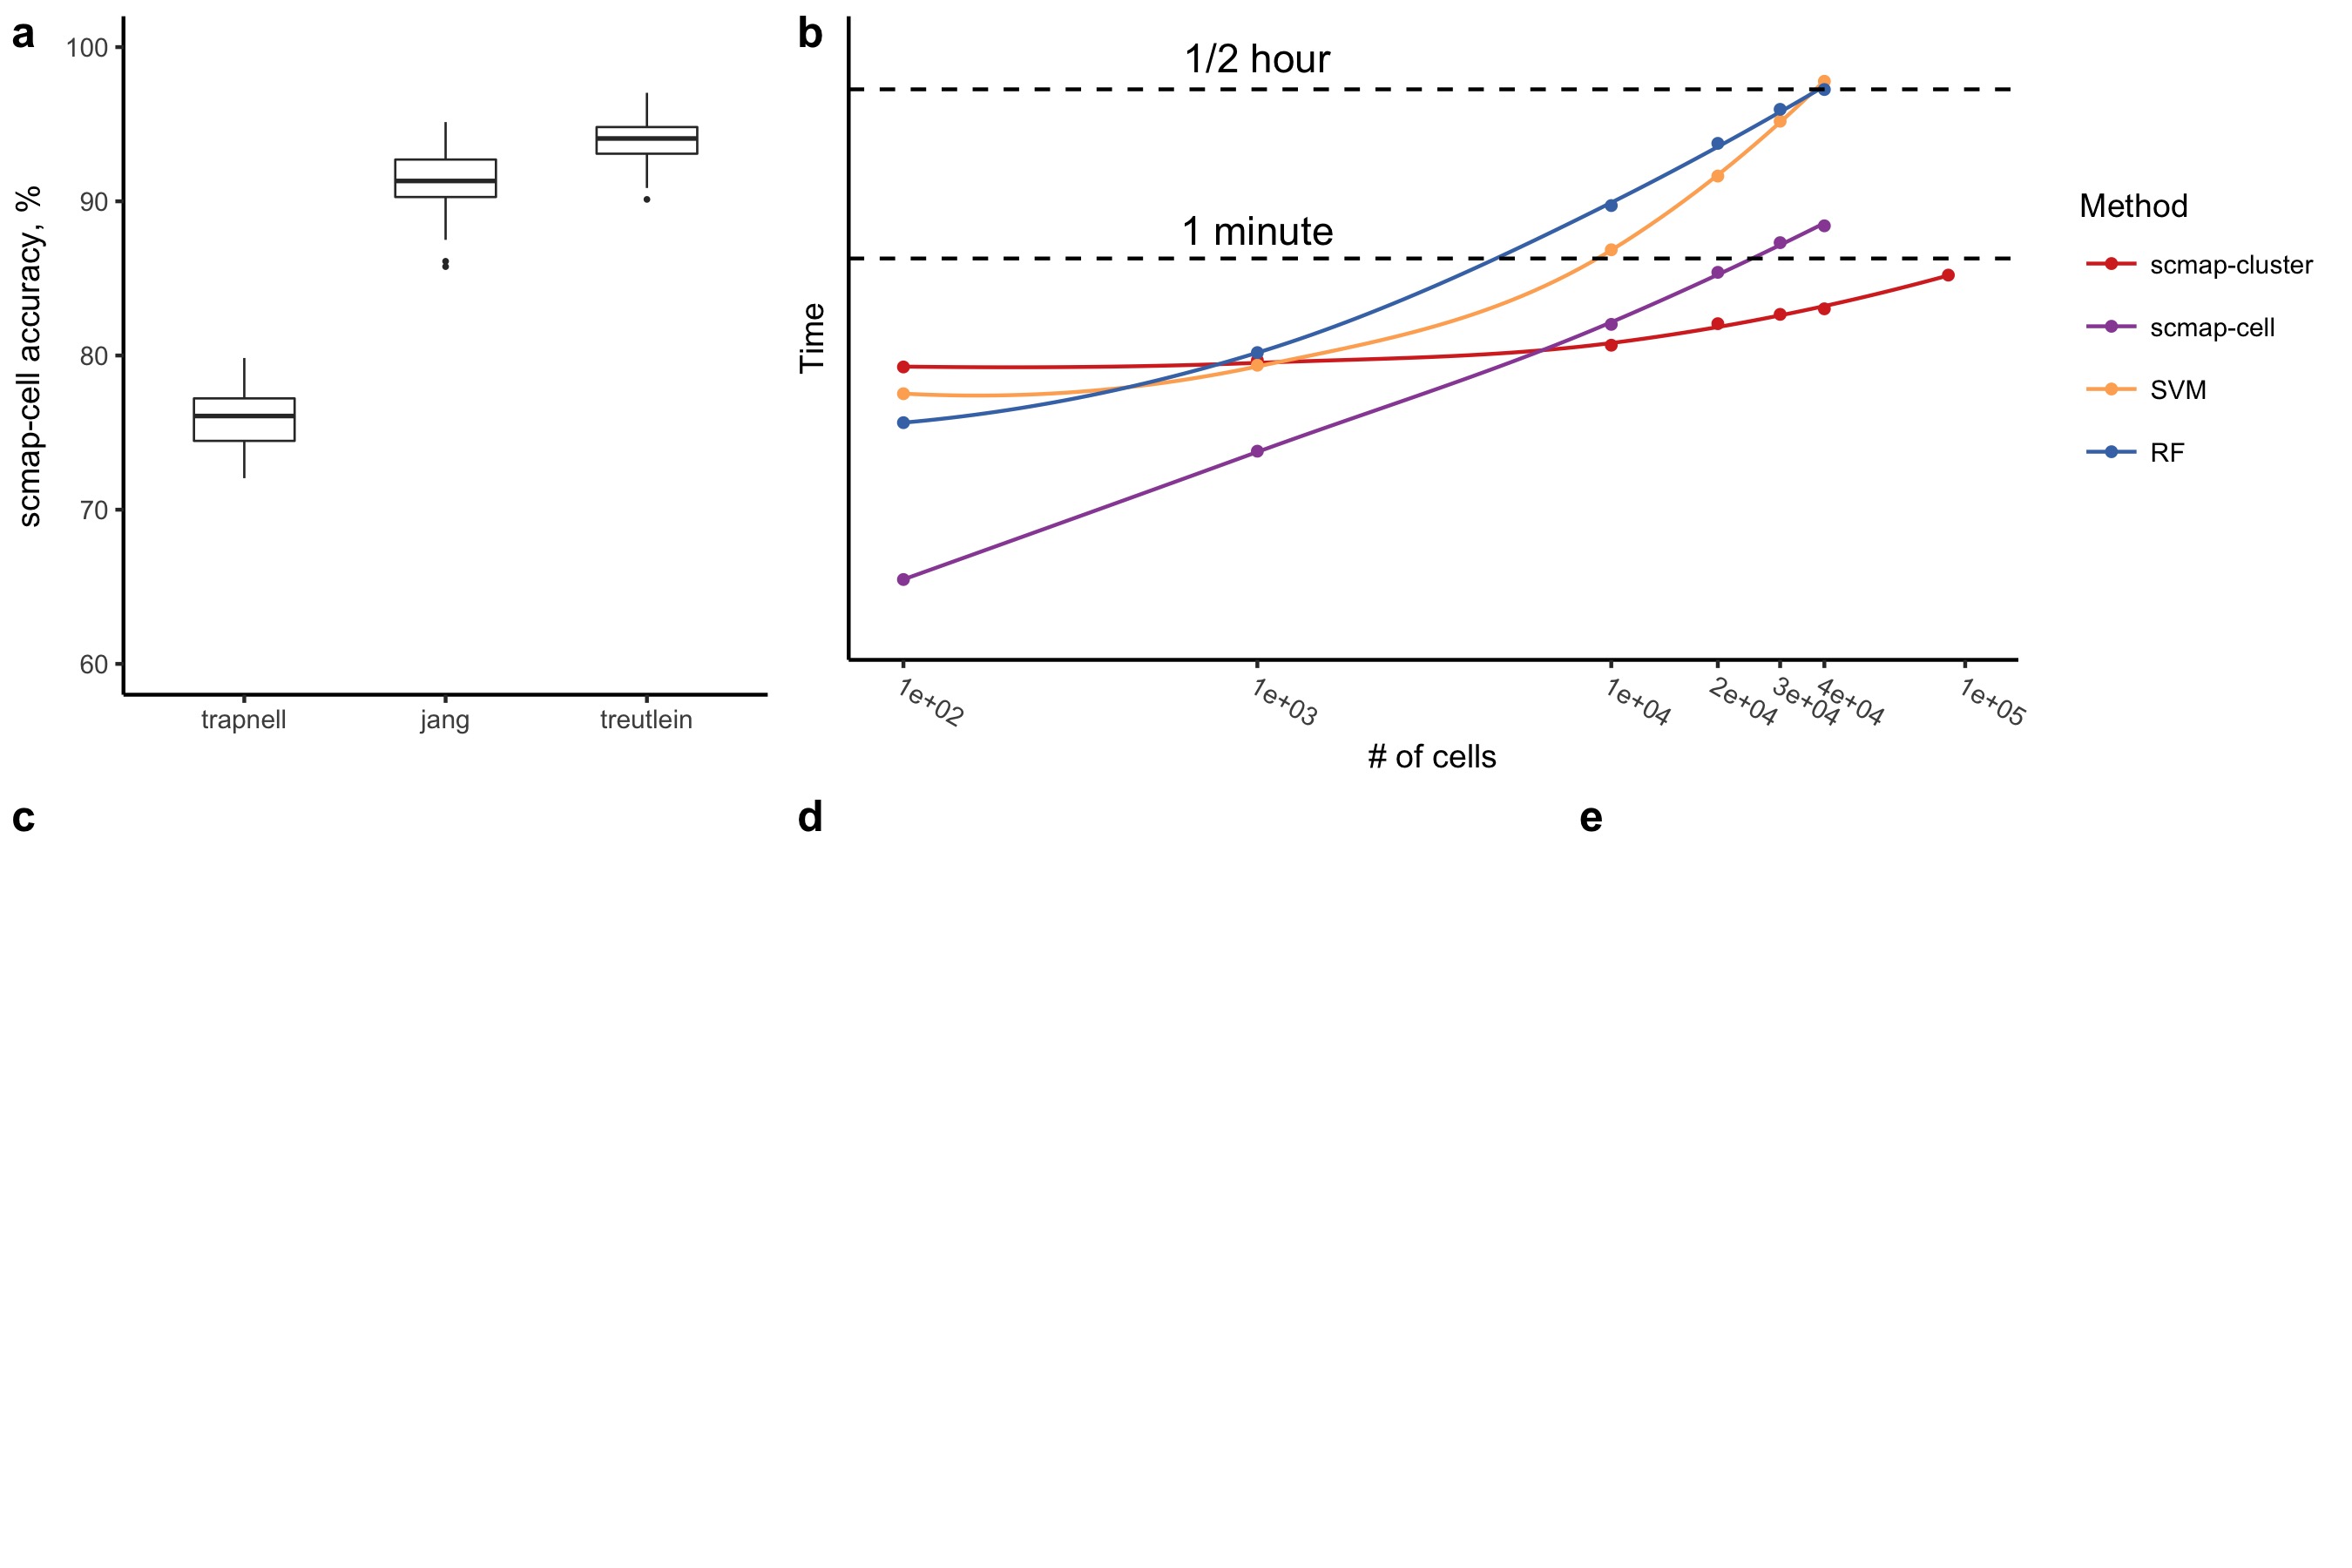 a
scmap-cell accuracy, %
100
90
80
70
60
trapnell jang treutlein
b
Time
1/2 hour
1 minute
1e+02 1e+03 1e+04 2e+04 3e+04 4e+04 1e+05
# of cells
Method
scmap-cluster
scmap-cell
SVM
RF
c
d
e